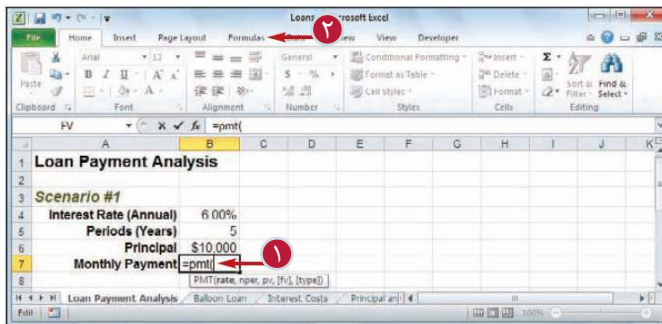 Loans
rosoft Excel
File Home Insert Page Layout Formulas View Developer
Paste
Arial
General
Conditional Formatting
Format as Table
Cell Styles
Insert
Delete
Format
Sort & Filter
Find & Select
Clipboard Font Alignment Number Styles Cells Editing
FV =pmt(
A B C D E F G H I J K
1 Loan Payment Analysis
2
3 Scenario #1
4 Interest Rate (Annual) 6.00%
5 Periods (Years) 5
6 Principal $10,000
7 Monthly Payment =pmt(
8 PMT(rate, nper, pv, [fv], [type])
Loan Payment Analysis Balloon Loan Interest Costs Principal an
Edit 100%
۲
۱